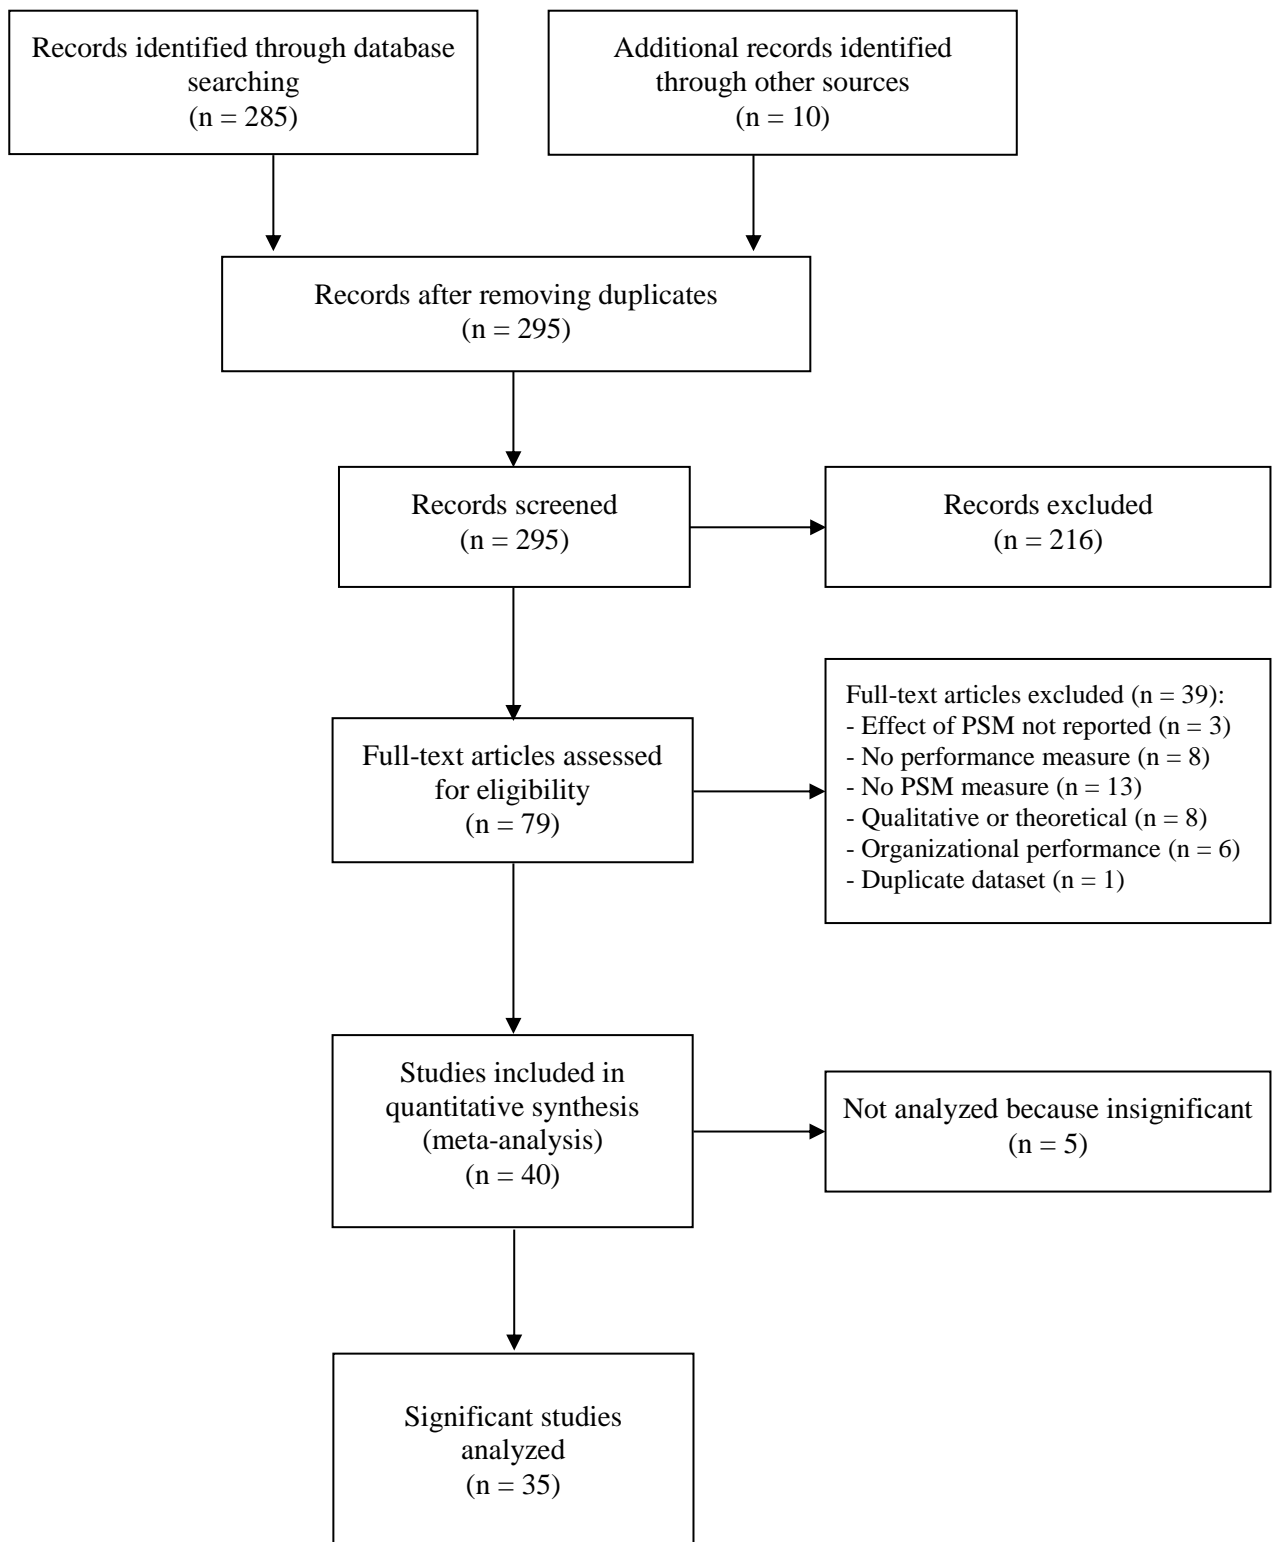 Records identified through database
searching
(n = 285)
Additional records identified
through other sources
(n = 10)
Records after removing duplicates
(n = 295)
Records screened
(n = 295)
Records excluded
(n = 216)
Full-text articles assessed
for eligibility
(n = 79)
Full-text articles excluded (n = 39):
- Effect of PSM not reported (n = 3)
- No performance measure (n = 8)
- No PSM measure (n = 13)
- Qualitative or theoretical (n = 8)
- Organizational performance (n = 6)
- Duplicate dataset (n = 1)
Studies included in
quantitative synthesis
(meta-analysis)
(n = 40)
Not analyzed because insignificant
(n = 5)
Significant studies
analyzed
(n = 35)